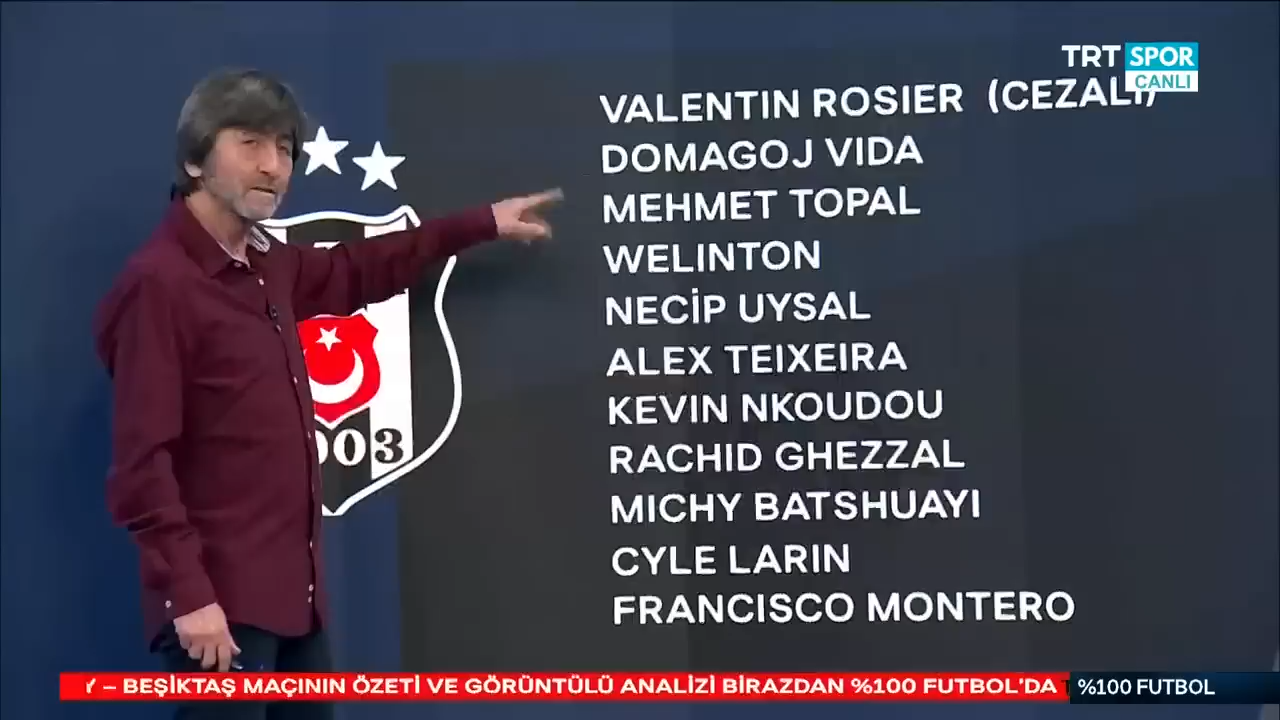 TRT SPOR
CANLI
VALENTIN ROSIER (CEZALI)
DOMAGOJ VIDA
MEHMET TOPAL
WELINTON
NECİP UYSAL
ALEX TEIXEIRA
KEVIN NKOUDOU
RACHID GHEZZAL
MICHY BATSHUAYI
CYLE LARIN
FRANCISCO MONTERO
903
– BEŞİKTAŞ MAÇININ ÖZETİ VE GÖRÜNTÜLÜ ANALİZİ BİRAZDAN %100 FUTBOL'DA
%100 FUTBOL